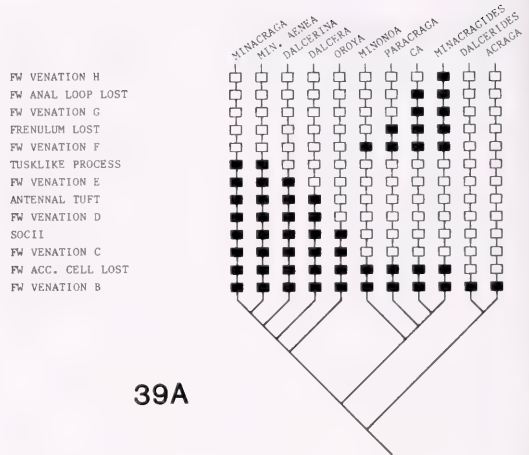 MINACRAGA
MIN. AENEA
DALCERINA
DALCERA
OROYA
MINONOA
PARACRAGA
CA
MINACRAGIDES
DALCERIDES
ACRAGA
FW VENATION H
FW ANAL LOOP LOST
FW VENATION G
FRENULUM LOST
FW VENATION F
TUSKLIKE PROCESS
FW VENATION E
ANTENNAL TUFT
FW VENATION D
SOCII
FW VENATION C
FW ACC. CELL LOST
FW VENATION B
39A